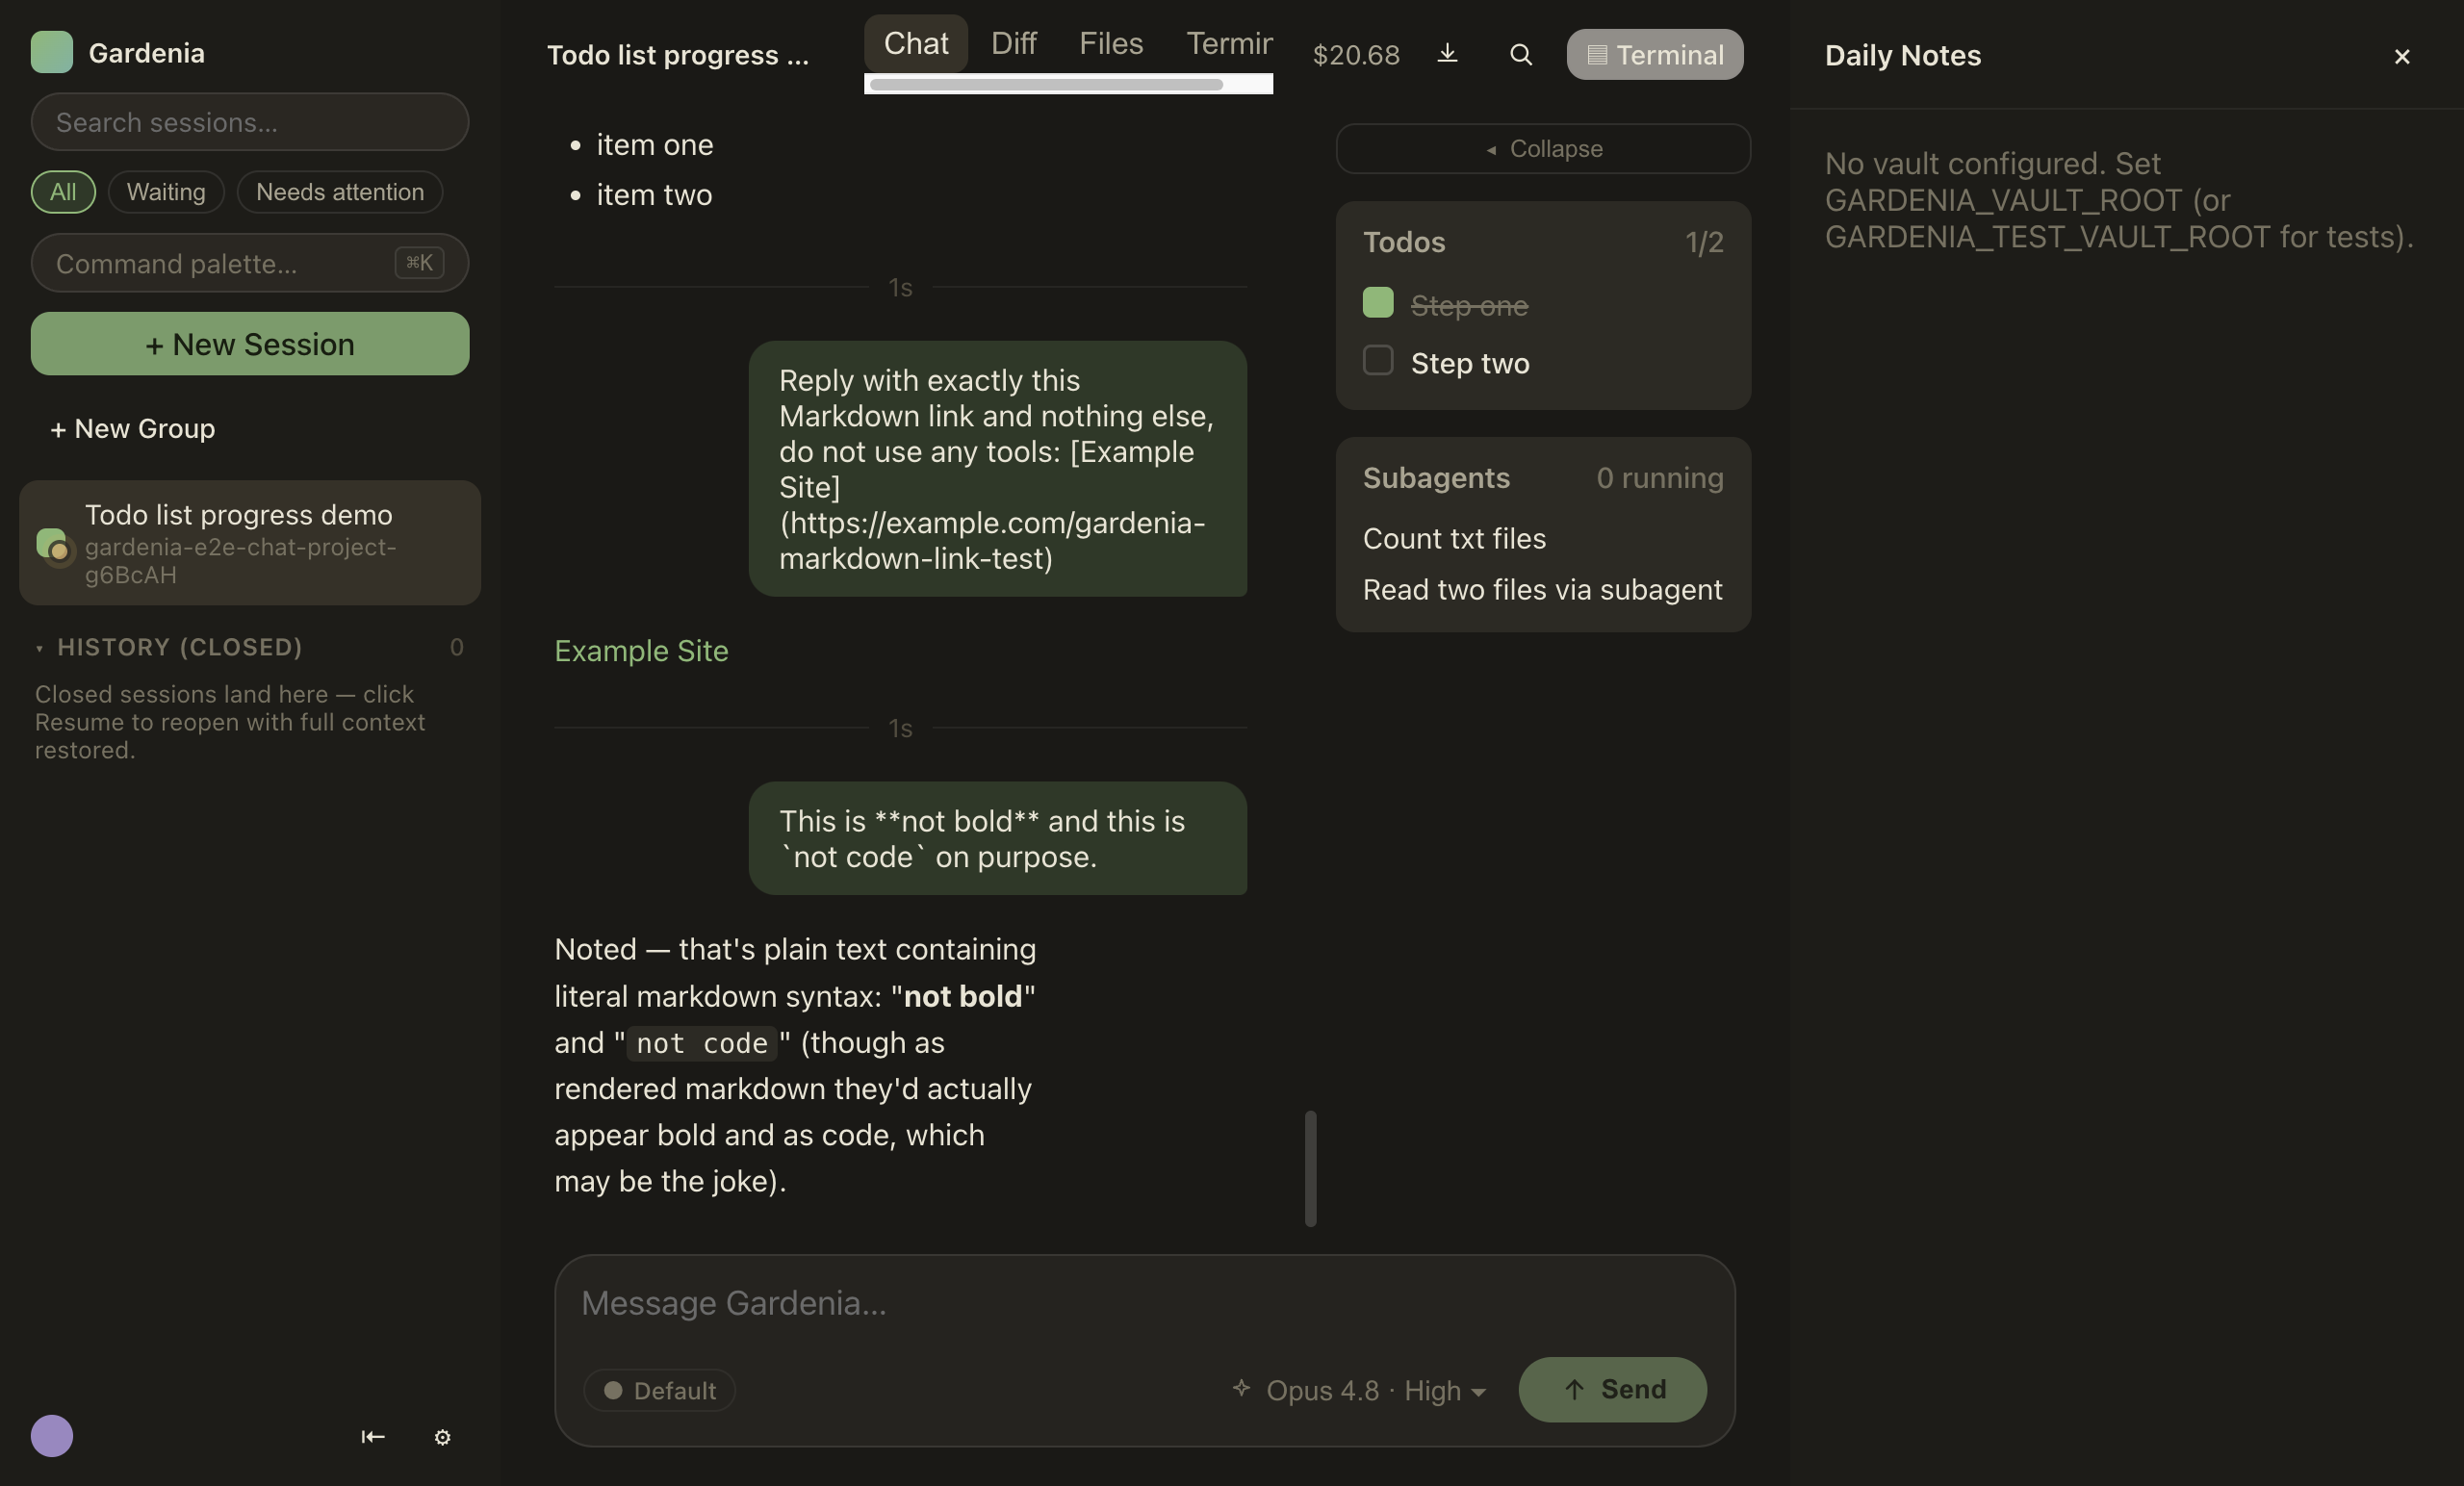 Gardenia
Search sessions...
All
Waiting
Needs attention
Command palette...
⌘K
+ New Session
+ New Group
Todo list progress demo
gardenia-e2e-chat-project-
g6BcAH
HISTORY (CLOSED)
0
Closed sessions land here — click
Resume to reopen with full context
restored.
Todo list progress ...
Chat
Diff
Files
$20.68
Terminal
• item one
• item two
1s
Reply with exactly this
Markdown link and nothing else,
do not use any tools: [Example
Site]
(https://example.com/gardenia-
markdown-link-test)
Example Site
1s
This is **not bold** and this is
`not code` on purpose.
Noted — that's plain text containing
literal markdown syntax: "not bold"
and "not code" (though as
rendered markdown they'd actually
appear bold and as code, which
may be the joke).
Message Gardenia...
Default
Opus 4.8 · High
Send
Collapse
Todos
1/2
Step one
Step two
Subagents
0 running
Count txt files
Read two files via subagent
Daily Notes
No vault configured. Set
GARDENIA_VAULT_ROOT (or
GARDENIA_TEST_VAULT_ROOT for tests).